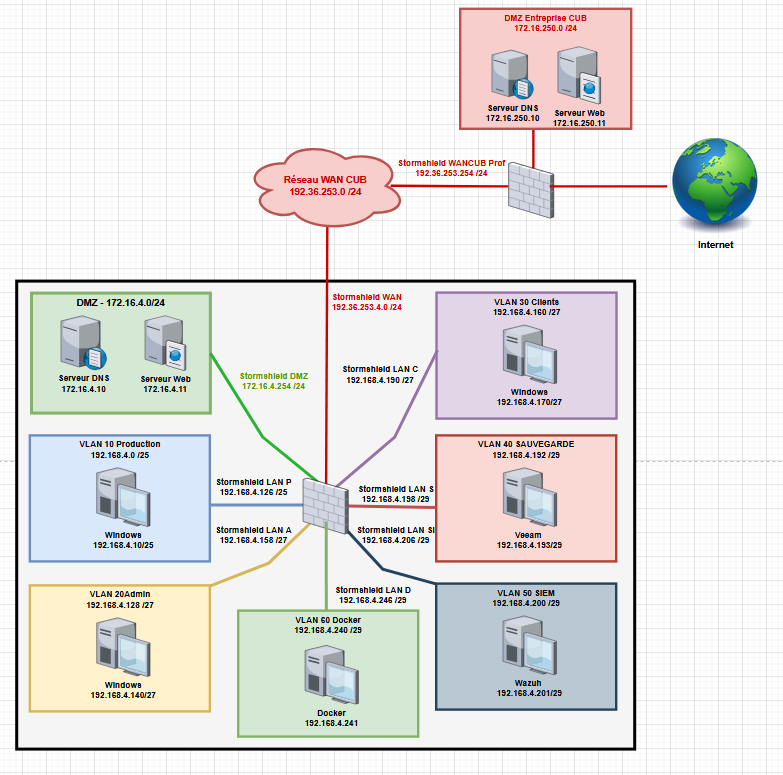 DMZ Entreprise CUB
172.16.250.0 /24
Serveur DNS
172.16.250.10
Serveur Web
172.16.250.11
Stormshield WANCUB Prof
192.36.253.254 /24
Réseau WAN CUB
192.36.253.0 /24
Internet
Stormshield WAN
192.36.253.4.0 /24
DMZ - 172.16.4.0/24
Serveur DNS
172.16.4.10
Serveur Web
172.16.4.11
Stormshield DMZ
172.16.4.254 /24
Stormshield LAN C
192.168.4.190 /27
VLAN 30 Clients
192.168.4.160 /27
Windows
192.168.4.170/27
VLAN 10 Production
192.168.4.0 /25
Windows
192.168.4.10/25
Stormshield LAN P
192.168.4.126 /25
Stormshield LAN S
192.168.4.198 /29
VLAN 40 SAUVEGARDE
192.168.4.192 /29
Veeam
192.168.4.193/29
Stormshield LAN A
192.168.4.158 /27
Stormshield LAN SI
192.168.4.206 /29
VLAN 20Admin
192.168.4.128 /27
Windows
192.168.4.140/27
Stormshield LAN D
192.168.4.246 /29
VLAN 60 Docker
192.168.4.240 /29
Docker
192.168.4.241
VLAN 50 SIEM
192.168.4.200 /29
Wazuh
192.168.4.201/29